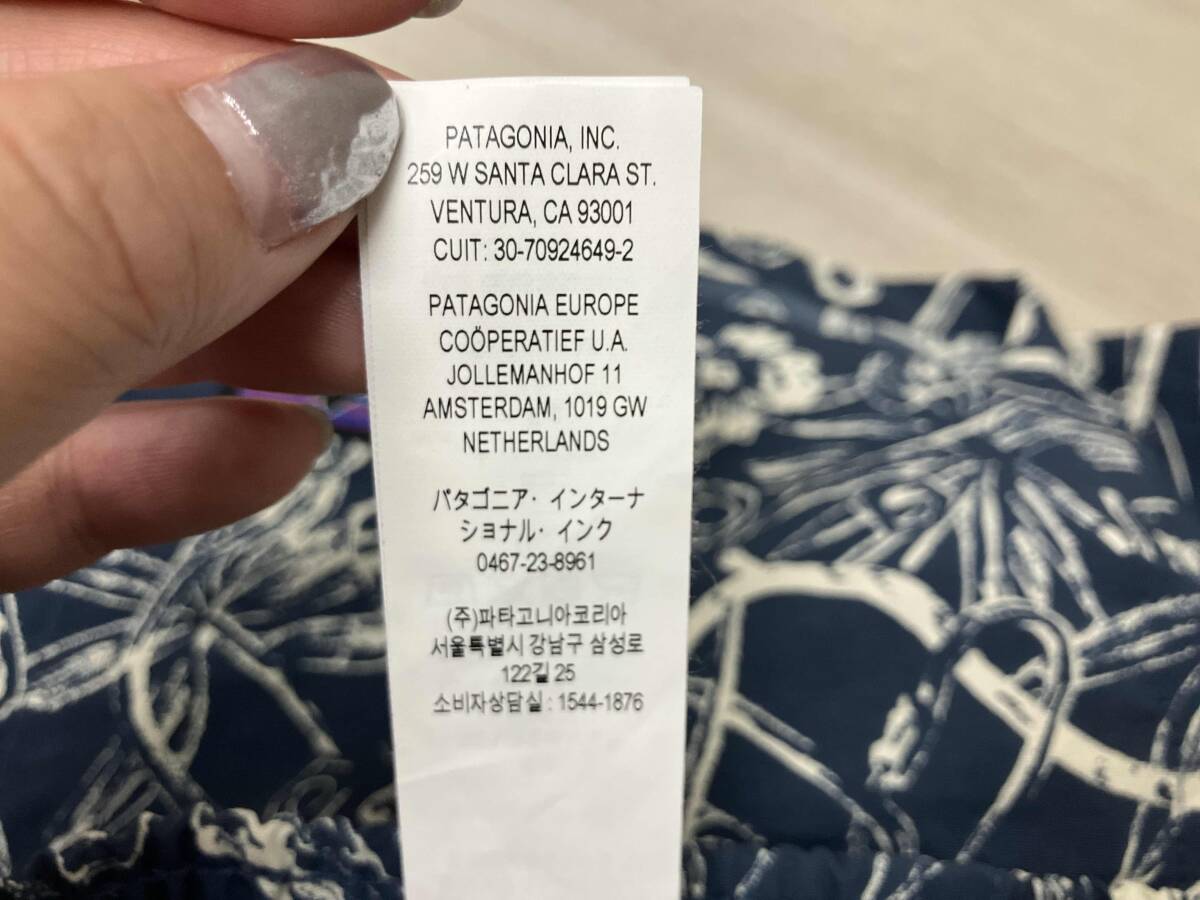 PATAGONIA, INC.
259 W SANTA CLARA ST.
VENTURA, CA 93001
CUIT: 30-70924649-2
PATAGONIA EUROPE
COÖPERATIEF U.A.
JOLLEMANHOF 11
AMSTERDAM, 1019 GW
NETHERLANDS
パタゴニア・インターナ
ショナル・インク
0467-23-8961
(주)파타고니아코리아
서울특별시 강남구 삼성로
122길 25
소비자상담실 : 1544-1876